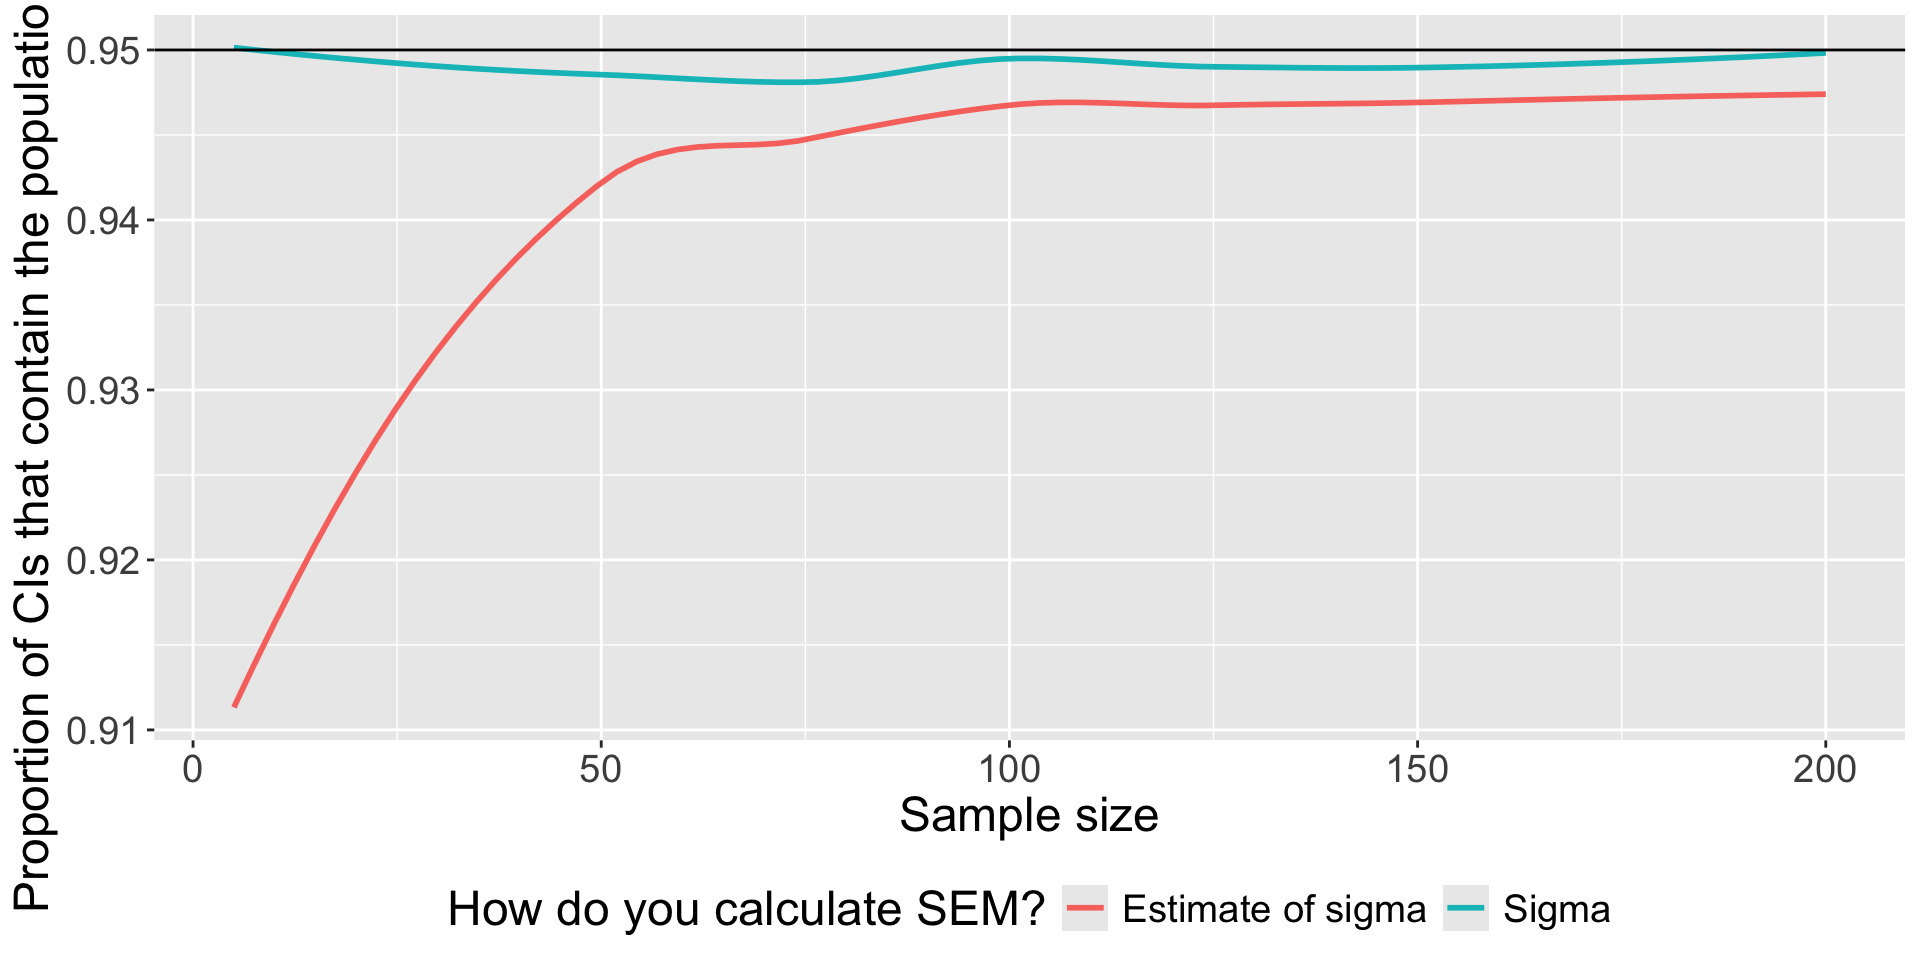 Proportion of CIs that contain the populatio
0.95
0.94
0.93
0.92
0.91
0
50
100
150
200
Sample size
How do you calculate SEM?
Estimate of sigma
Sigma